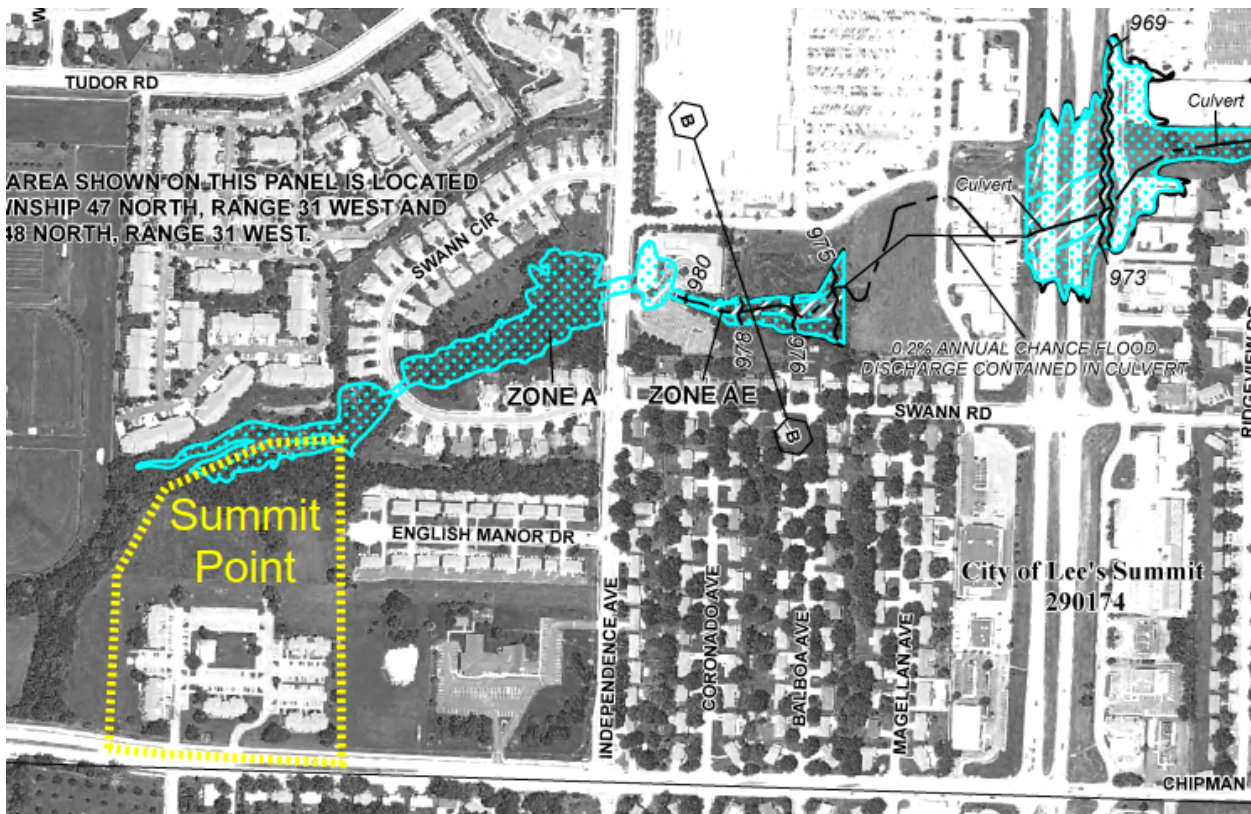 969
TUDOR RD
Culvert
B
Culvert
AREA SHOWN ON THIS PANEL IS LOCATED
WNSHIP 47 NORTH, RANGE 31 WEST AND
48 NORTH, RANGE 31 WEST.
SWANN CIR
975
980
973
978
976
0.2% ANNUAL CHANCE FLOOD
DISCHARGE CONTAINED IN CULVERT
ZONE A
ZONE AE
SWANN RD
RIDGEVIEW DR
B
Summit
Point
ENGLISH MANOR DR
City of Lee's Summit
290174
INDEPENDENCE AVE
CORONADO AVE
BALBOA AVE
MAGELLAN AVE
CHIPMAN